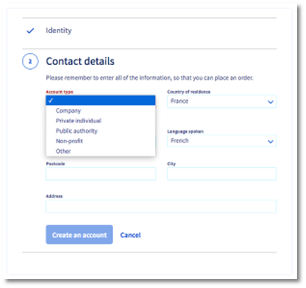 Identity
2 Contact details
Please remember to enter all of the information, so that you can place an order.
Account type
Country of residence
Company
Private individual
Public authority
Non-profit
Other
France
Language spoken
French
Postcode
City
Address
Create an account
Cancel